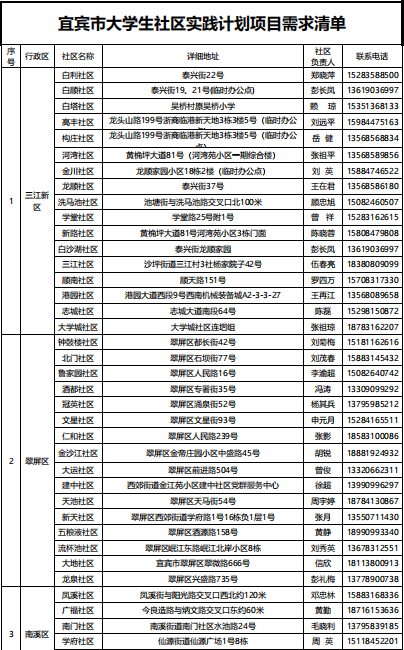 宜宾市大学生社区实践计划项目需求清单
序号 行政区 社区名称 详细地址 社区负责人 联系电话
1 三江新区
白利社区 泰兴街22号 郑晓萍 15283588500
白顺社区 泰兴街19、21号(临时办公点) 彭长凤 13619036997
白塔社区 吴桥村原吴桥小学 赖 琼 15351368133
高丰社区 龙头山路199号浙商临港新天地3栋3楼5号（临时办公点） 刘远平 15984475163
构庄社区 龙头山路199号浙商临港新天地3栋3楼5号（临时办公点） 岳 健 13568568834
河湾社区 黄桷坪大道81号（河湾苑小区一期综合楼） 张祖平 13568589856
金川社区 龙顺家园小区18栋2楼（临时办公点） 刘 英 15884746522
龙顺社区 泰兴街37号 王在君 13568586180
洗马池社区 池塘街与洗马池路交叉口北100米 顾忠旭 15082460507
学堂社区 学堂路25号附1号 曾 祥 15283162615
新路社区 黄桷坪大道81号河湾苑小区3栋门面 陈晓蓉 15808479808
白沙湖社区 泰兴街龙顺家园 彭长凤 13619036997
三江社区 沙坪街道三江村3社杨家院子42号 伍春亮 18380809099
顺南社区 顺天路151号 罗四万 15708317330
港园社区 港园大道西段9号西南机械装备城A2-3-3-27 王再江 13568089658
志城社区 志城大道南段64号 陈磊 15298150872
大学城社区 大学城社区连坝组 张祖琼 18783162207
2 翠屏区
钟鼓楼社区 翠屏区都长街42号 刘菊梅 15181162616
北门社区 翠屏区石坝街77号 刘茂春 15883145432
鲁家园社区 翠屏区人民路16号 李渝超 15082640742
酒都社区 翠屏区专署街35号 冯涛 13309099292
冠英社区 翠屏区涌泉街52号 杨其兵 13795985212
文星社区 翠屏区文星街93号 申元月 15284165511
仁和社区 翠屏区人民路239号 张影 18583100086
金沙江社区 翠屏区金帝庄园小区中盛路45号 胡锐 18881924932
大运社区 翠屏区前进路504号 曾俊 13320662311
建中社区 西郊街道金江苑小区建中社区党群服务中心 徐超 13990996297
天池社区 翠屏区天马街54号 周宇婷 18784130867
新天社区 翠屏区西郊街道学府路1号16栋负1层1号 张月 13550711430
五粮液社区 翠屏区酒源路158号 黄静 18990993340
流杯池社区 翠屏区岷江东路岷江北岸小区8栋 刘秀英 13678312551
大地社区 宜宾市翠屏区翠微路666号 信欣 18113800913
龙泉社区 翠屏区兴盛路735号 彭礼梅 13778900738
3 南溪区
凤溪社区 凤溪街与阳光路交叉口西北约120米 邓忠林 15883168336
广福社区 今良造路与炳文路交叉口东约60米 黄勤 18716153636
南门社区 南溪街道南门社区水池路24号 毛晓利 13795839185
学府社区 仙源街道仙源广场1号8栋 周 英 15118452201